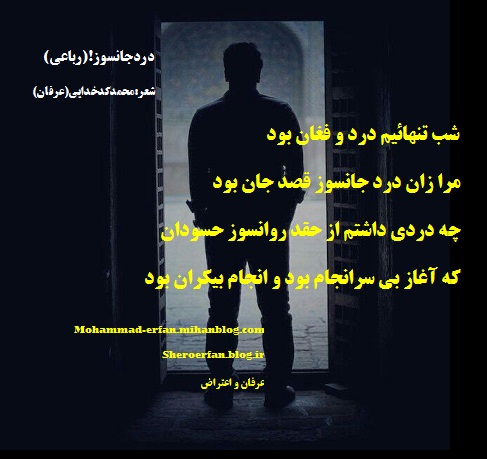 درد جانسوز!(رباعی)
شعر:محمدکدخدایی(عرفان)
شب تنهائیم درد و فغان بود
مرا زان درد جانسوز قصد جان بود
چه دردی داشتم از حقد روانسوز حسودان
که آغاز بی سرانجام بود و انجام بیکران بود
Mohammad-erfan.mihanblog.com
Sheroerfan.blog.ir
عرفان و اعتراض